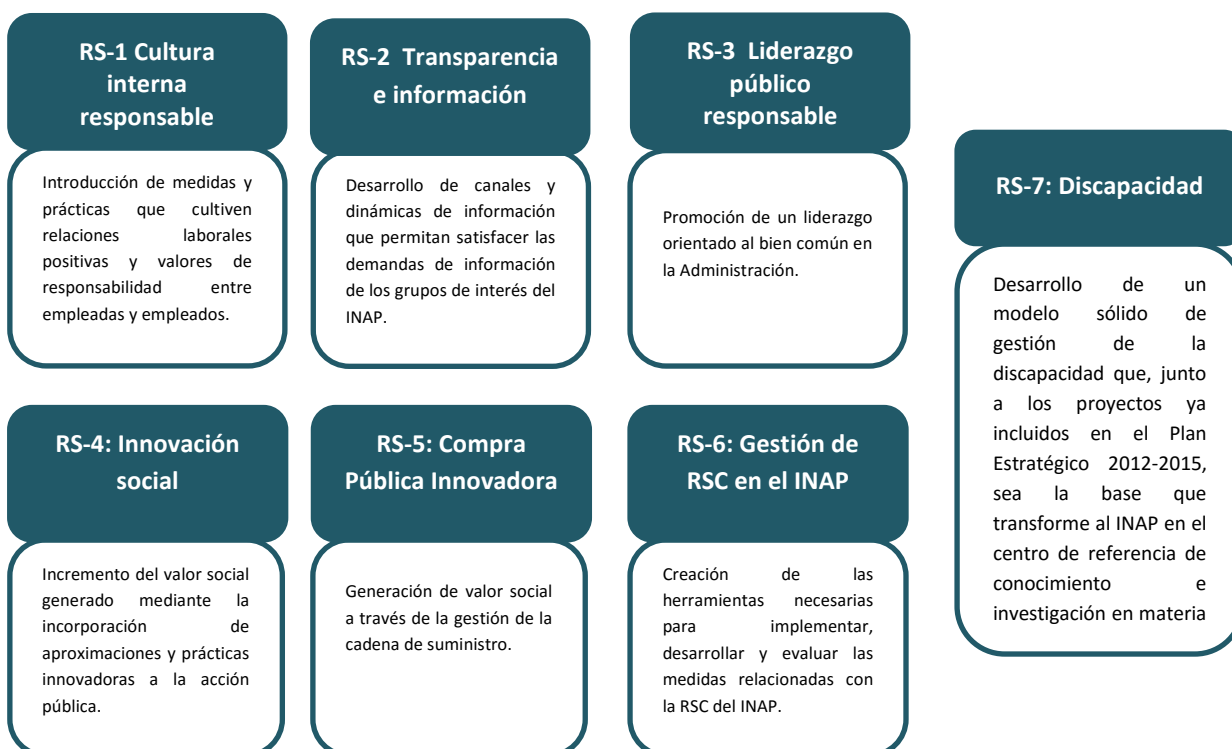 RS-1 Cultura
interna
responsable
Introducción de medidas y
prácticas que cultiven
relaciones laborales
positivas y valores de
responsabilidad entre
empleadas y empleados.
RS-2 Transparencia
e información
Desarrollo de canales y
dinámicas de información
que permitan satisfacer las
demandas de información
de los grupos de interés del
INAP.
RS-3 Liderazgo
público
responsable
Promoción de un liderazgo
orientado al bien común en
la Administración.
RS-4: Innovación
social
Incremento del valor social
generado mediante la
incorporación de
aproximaciones y prácticas
innovadoras a la acción
pública.
RS-5: Compra
Pública Innovadora
Generación de valor social
a través de la gestión de la
cadena de suministro.
RS-6: Gestión de
RSC en el INAP
Creación de las
herramientas necesarias
para implementar,
desarrollar y evaluar las
medidas relacionadas con
la RSC del INAP.
RS-7: Discapacidad
Desarrollo de un
modelo sólido de
gestión de la
discapacidad que, junto
a los proyectos ya
incluidos en el Plan
Estratégico 2012-2015,
sea la base que
transforme al INAP en el
centro de referencia de
conocimiento e
investigación en materia